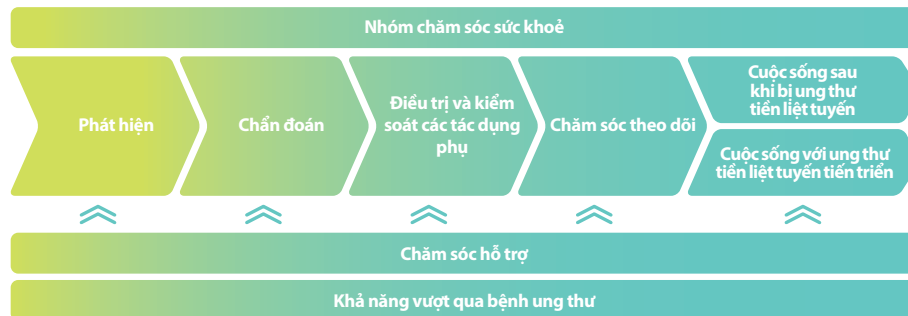 Nhóm chăm sóc sức khoẻ
Phát hiện
Chẩn đoán
Điều trị và kiểm
soát các tác dụng
phụ
Chăm sóc theo dõi
Cuộc sống sau
khi bị ung thư
tiền liệt tuyến
Cuộc sống với ung thư
tiền liệt tuyến tiến triển
Chăm sóc hỗ trợ
Khả năng vượt qua bệnh ung thư